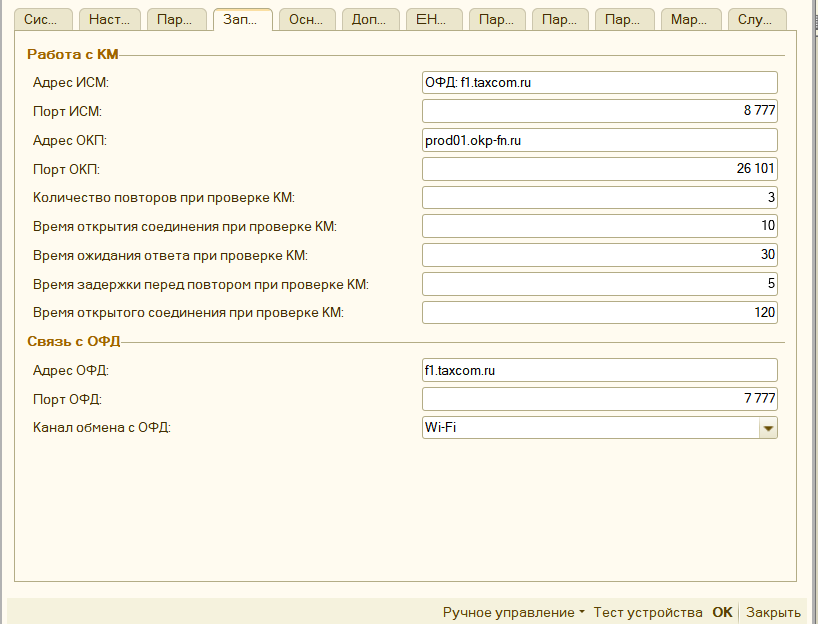 Сис... Наст... Пар... Зап... Осн... Доп... ЕН... Пар... Пар... Пар... Мар... Слу...
Работа с КМ
Адрес ИСМ: ОФД: f1.taxcom.ru
Порт ИСМ: 8 777
Адрес ОКП: prod01.okp-fn.ru
Порт ОКП: 26 101
Количество повторов при проверке КМ: 3
Время открытия соединения при проверке КМ: 10
Время ожидания ответа при проверке КМ: 30
Время задержки перед повтором при проверке КМ: 5
Время открытого соединения при проверке КМ: 120
Связь с ОФД
Адрес ОФД: f1.taxcom.ru
Порт ОФД: 7 777
Канал обмена с ОФД: Wi-Fi
Ручное управление Тест устройства ОК Закрыть